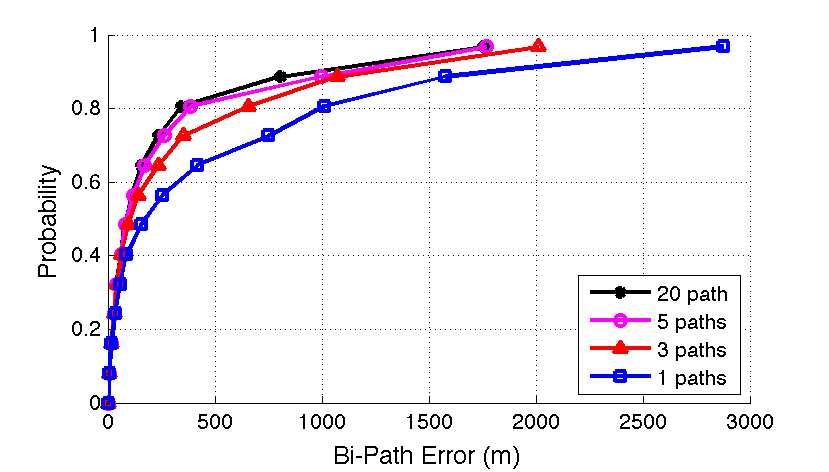 1
0.8
0.6
0.4
0.2
0
Probability
0 500 1000 1500 2000 2500 3000
Bi-Path Error (m)
20 path
5 paths
3 paths
1 paths